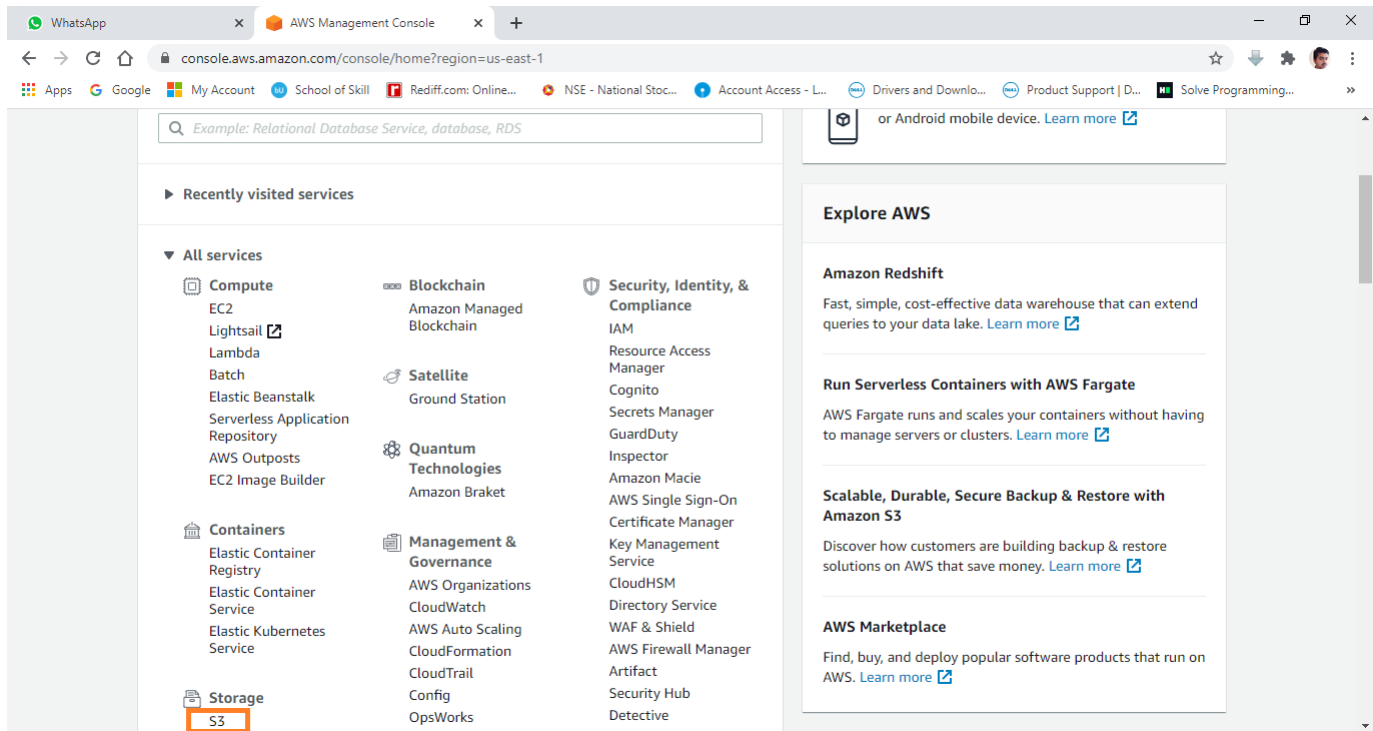 WhatsApp
AWS Management Console
console.aws.amazon.com/console/home?region=us-east-1
Apps
Google
My Account
bU
School of Skill
Rediff.com: Online...
NSE - National Stoc...
Account Access - L...
DELL
Drivers and Downlo...
DELL
Product Support | D...
Solve Programming...
Example: Relational Database Service, database, RDS
Recently visited services
All services
Compute
EC2
Lightsail
Lambda
Batch
Elastic Beanstalk
Serverless Application
Repository
AWS Outposts
EC2 Image Builder
Containers
Elastic Container
Registry
Elastic Container
Service
Elastic Kubernetes
Service
Storage
S3
Blockchain
Amazon Managed
Blockchain
Satellite
Ground Station
Quantum
Technologies
Amazon Braket
Management &
Governance
AWS Organizations
CloudWatch
AWS Auto Scaling
CloudFormation
CloudTrail
Config
OpsWorks
Security, Identity, &
Compliance
IAM
Resource Access
Manager
Cognito
Secrets Manager
GuardDuty
Inspector
Amazon Macie
AWS Single Sign-On
Certificate Manager
Key Management
Service
CloudHSM
Directory Service
WAF & Shield
AWS Firewall Manager
Artifact
Security Hub
Detective
or Android mobile device. Learn more
Explore AWS
Amazon Redshift
Fast, simple, cost-effective data warehouse that can extend
queries to your data lake. Learn more
Run Serverless Containers with AWS Fargate
AWS Fargate runs and scales your containers without having
to manage servers or clusters. Learn more
Scalable, Durable, Secure Backup & Restore with
Amazon S3
Discover how customers are building backup & restore
solutions on AWS that save money. Learn more
AWS Marketplace
Find, buy, and deploy popular software products that run on
AWS. Learn more